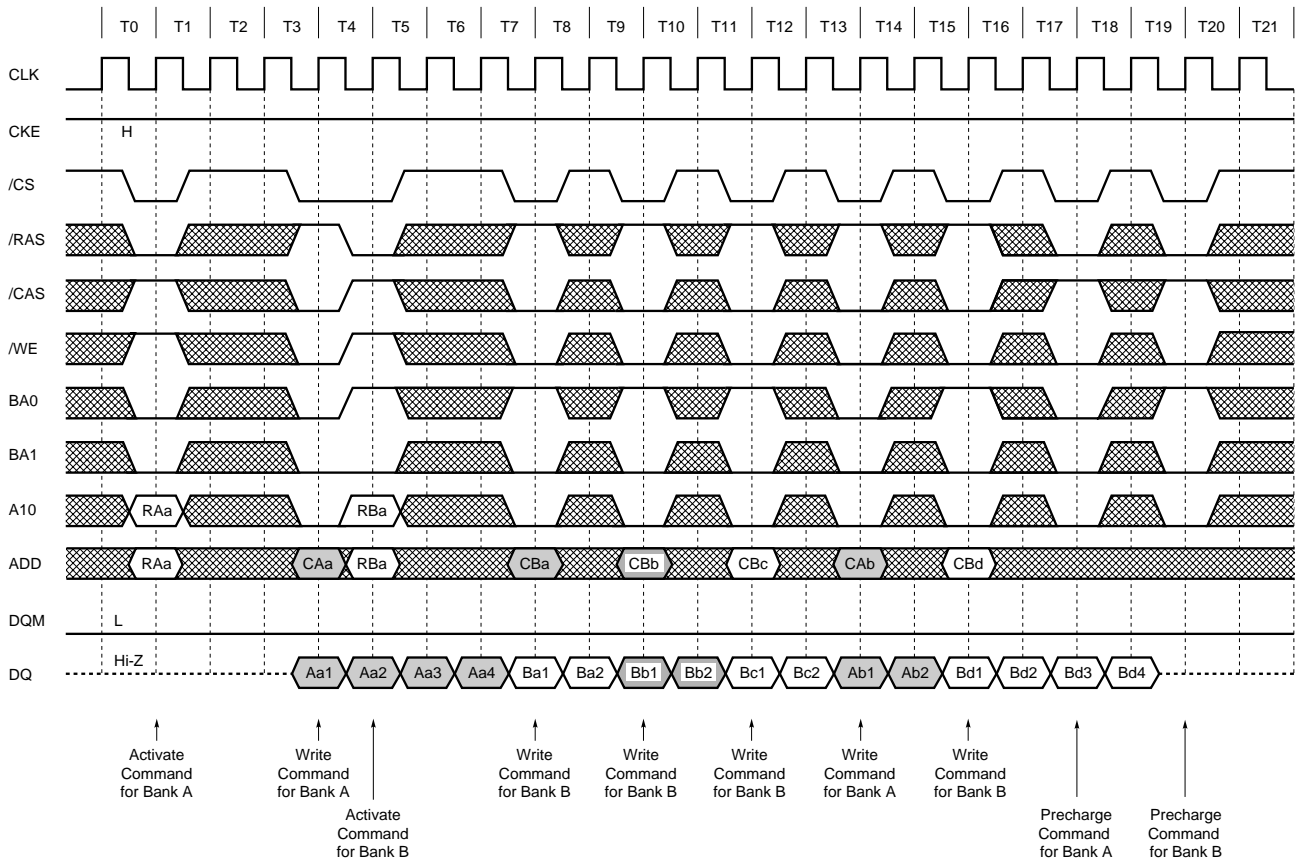 T0 T1 T2 T3 T4 T5 T6 T7 T8 T9 T10 T11 T12 T13 T14 T15 T16 T17 T18 T19 T20 T21
CLK
CKE H
/CS
/RAS
/CAS
/WE
BA0
BA1
A10 RAa RBa
ADD RAa CAa RBa CBa CBb CBc CAb CBd
DQM L
DQ Hi-Z Aa1 Aa2 Aa3 Aa4 Ba1 Ba2 Bb1 Bb2 Bc1 Bc2 Ab1 Ab2 Bd1 Bd2 Bd3 Bd4
Activate
Command
for Bank A
Write
Command
for Bank A
Activate
Command
for Bank B
Write
Command
for Bank B
Write
Command
for Bank B
Write
Command
for Bank B
Write
Command
for Bank A
Write
Command
for Bank B
Precharge
Command
for Bank A
Precharge
Command
for Bank B